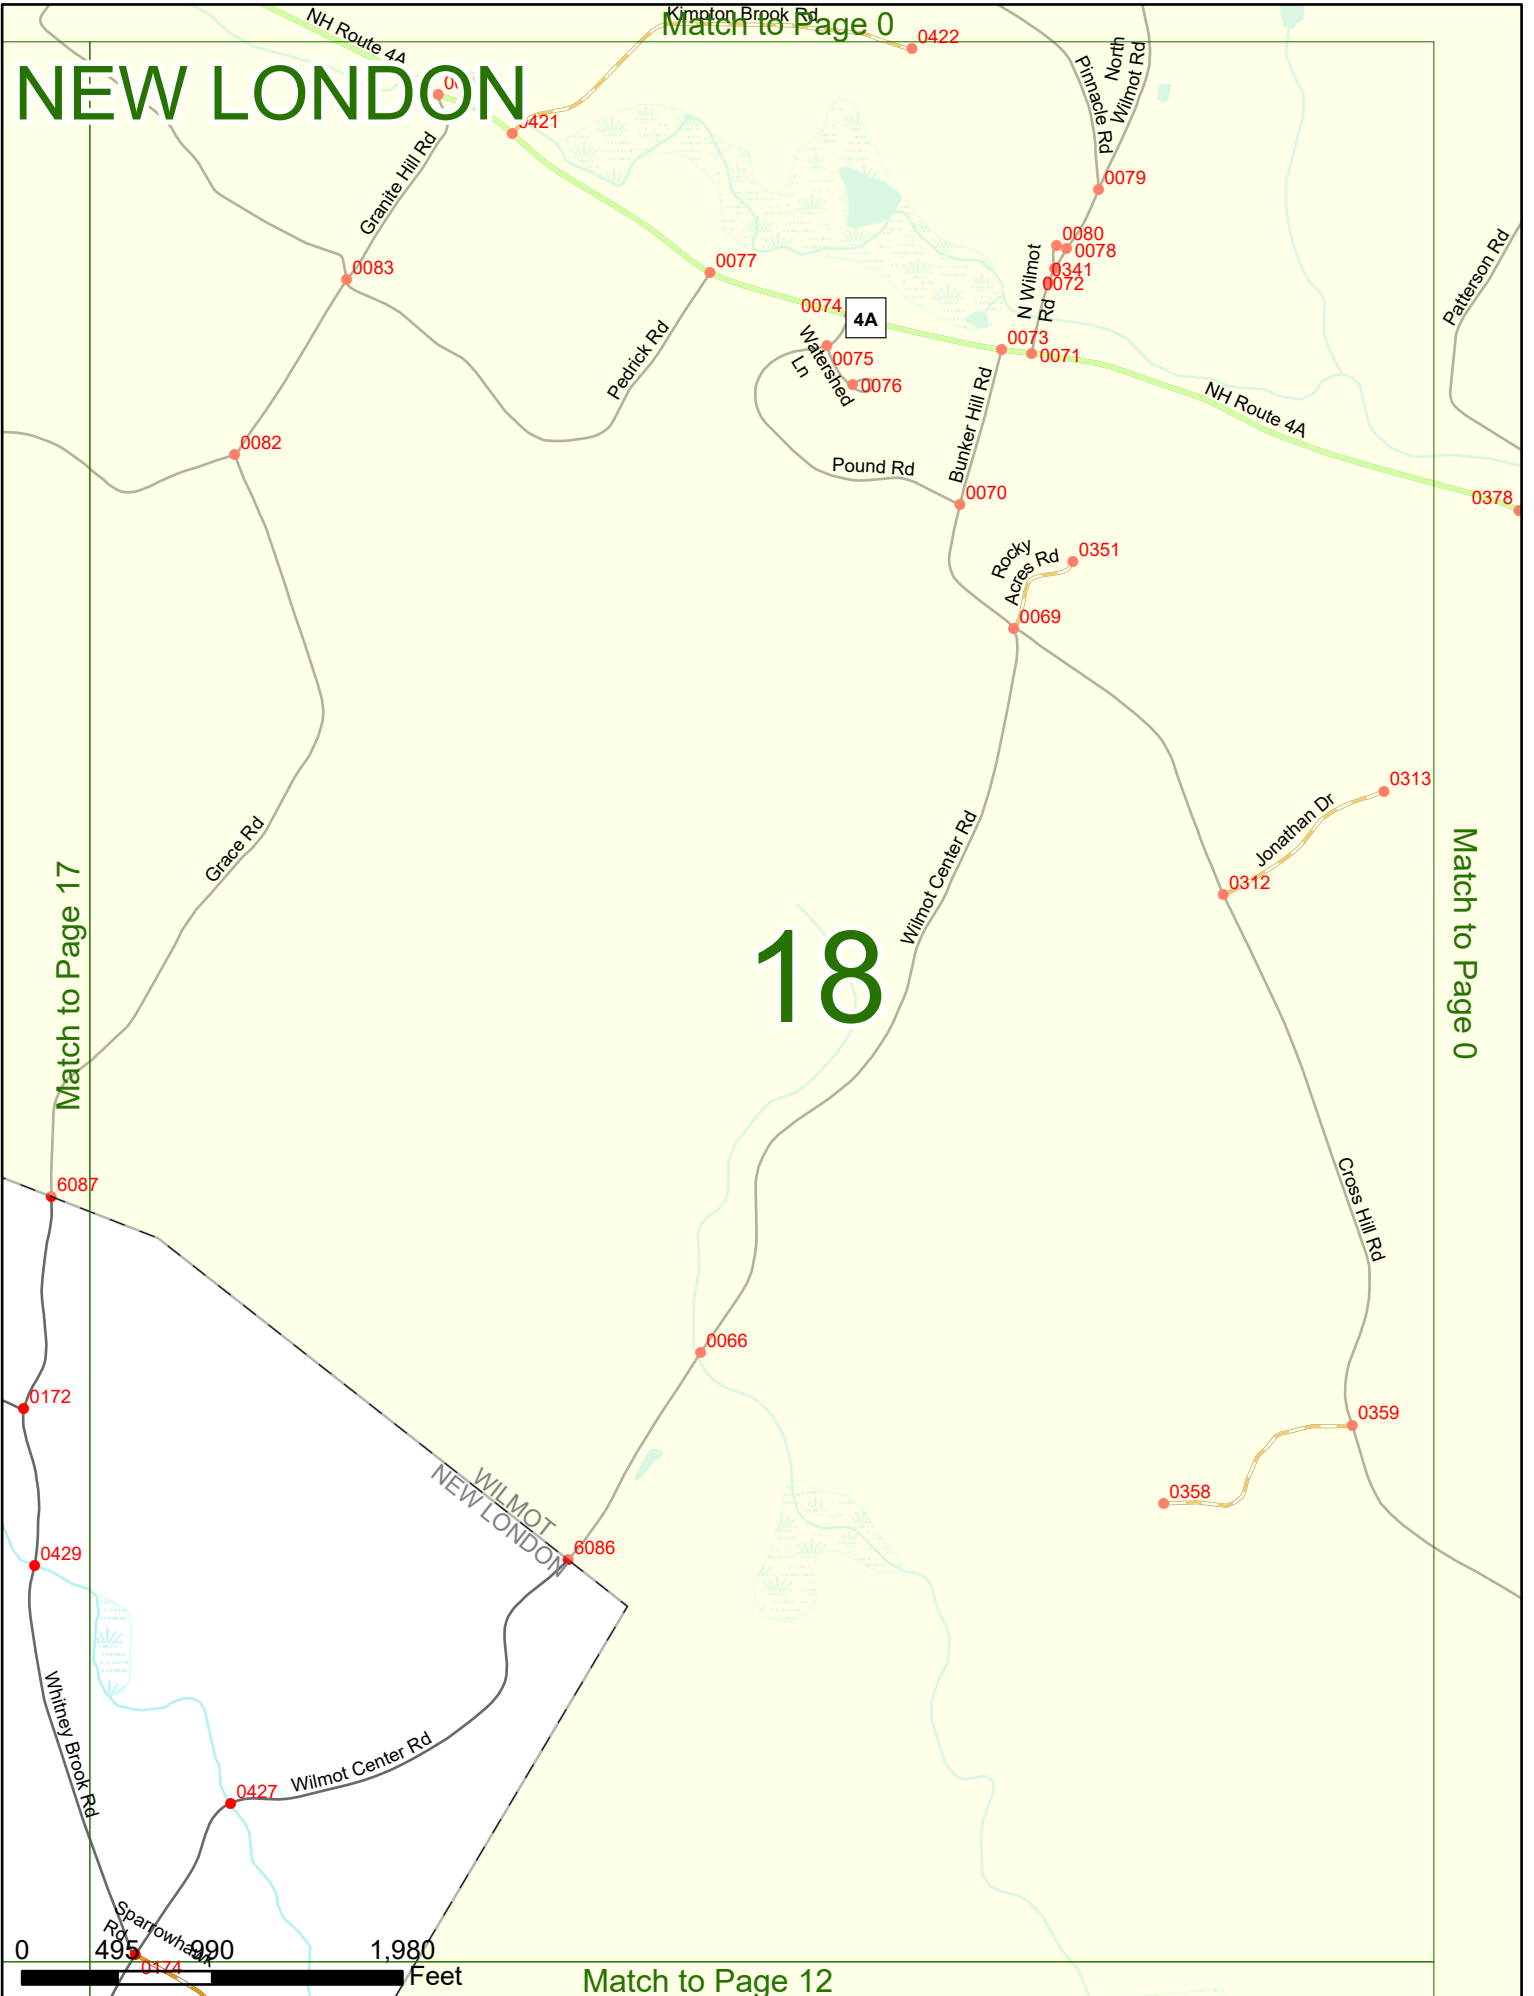 Kimpton Brook Rd
Match to Page 0
NH Route 4A
0422
NEW LONDON
North
Wilmot Rd
Pinnacle Rd
0421
Granite Hill Rd
0079
0080
0078
0083
0077
0341
0072
N Wilmot
Rd
Patterson Rd
0074
4A
Watershed
Ln
0075
0073
0071
0076
Pedrick Rd
Bunker Hill Rd
NH Route 4A
0082
Pound Rd
0070
0378
Rocky
Acres Rd
0351
0069
0313
Jonathan Dr
Grace Rd
Wilmot Center Rd
0312
Match to Page 17
18
Match to Page 0
6087
Cross Hill Rd
0066
0172
0359
WILMOT
NEW LONDON
0358
6086
0429
Whitney Brook Rd
Wilmot Center Rd
0427
Sparrowhawk
Rd
0174
0 495 990 1,980
Feet
Match to Page 12